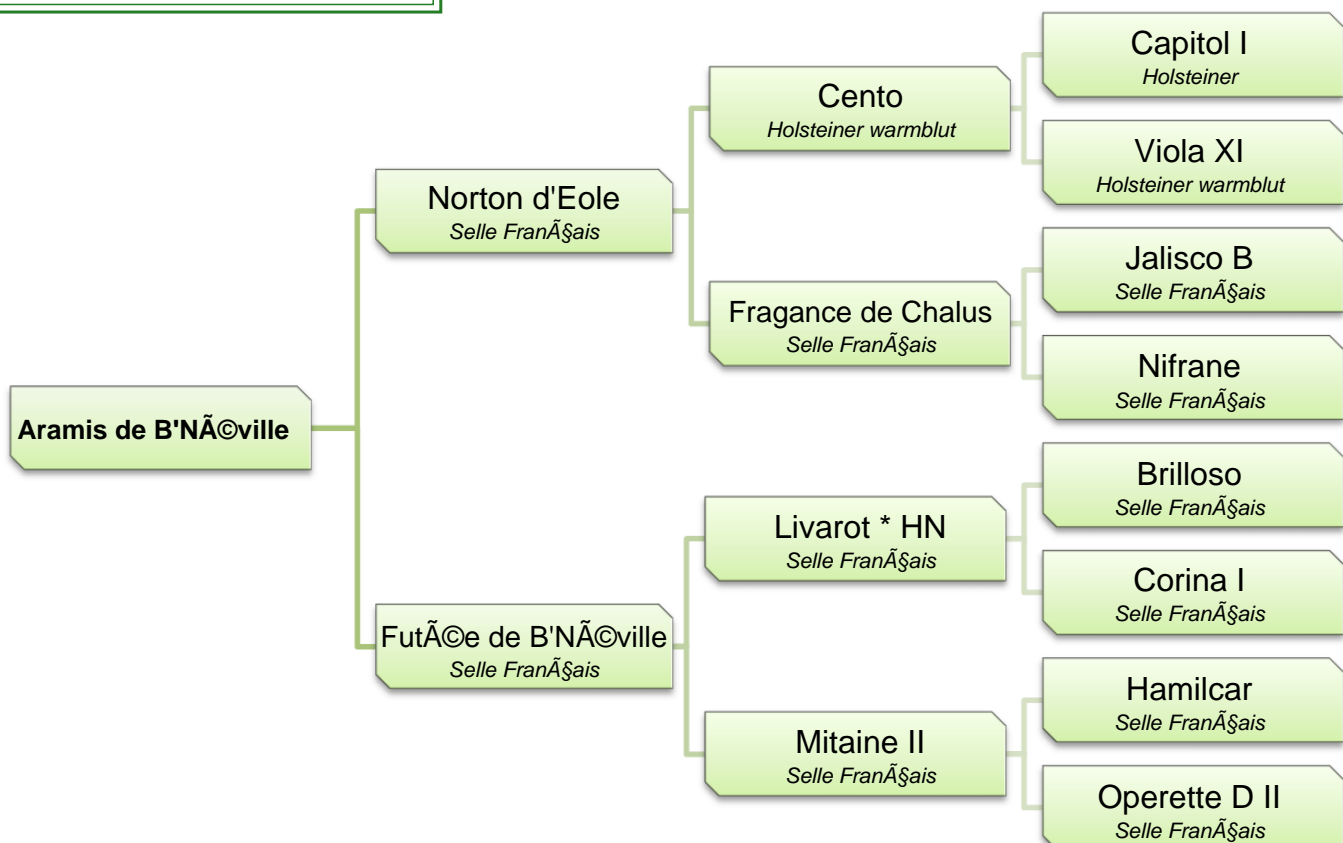 Capitol I
Holsteiner
Cento
Holsteiner warmblut
Viola XI
Holsteiner warmblut
Norton d'Eole
Selle FranÃ§ais
Jalisco B
Selle FranÃ§ais
Fragance de Chalus
Selle FranÃ§ais
Nifrane
Selle FranÃ§ais
Aramis de B'NÃ©ville
Brilloso
Selle FranÃ§ais
Livarot * HN
Selle FranÃ§ais
Corina I
Selle FranÃ§ais
FutÃ©e de B'NÃ©ville
Selle FranÃ§ais
Hamilcar
Selle FranÃ§ais
Mitaine II
Selle FranÃ§ais
Operette D II
Selle FranÃ§ais